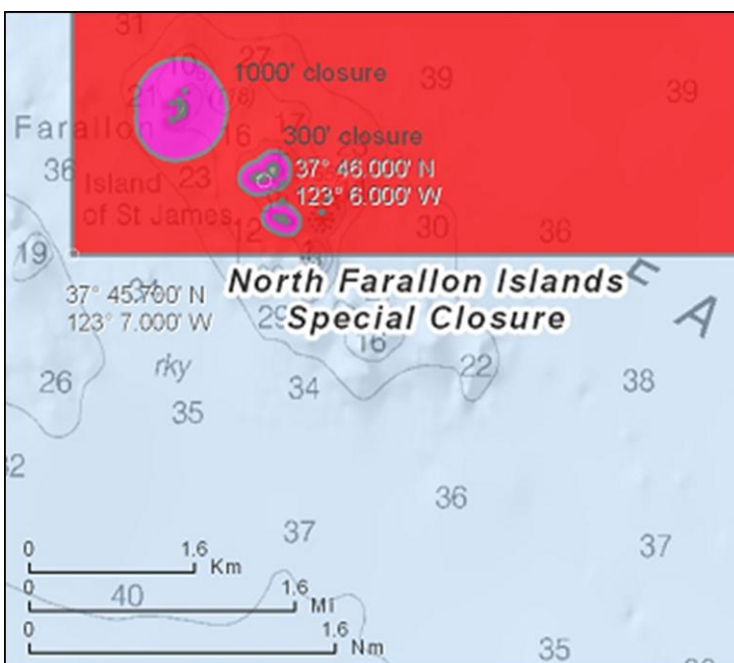 31
27
1000' closure
39
39
21
(118)
Farallon
16
17
300' closure
36
Island
23
37° 46.000' N
123° 6.000' W
of St James
12
30
36
19
North Farallon Islands
Special Closure
E
A
37° 45.700' N
123° 7.000' W
29
16
rky
26
34
22
38
35
36
37
37
40
35
0 1.6 Km
0 1.6 Mi
0 1.6 Nm